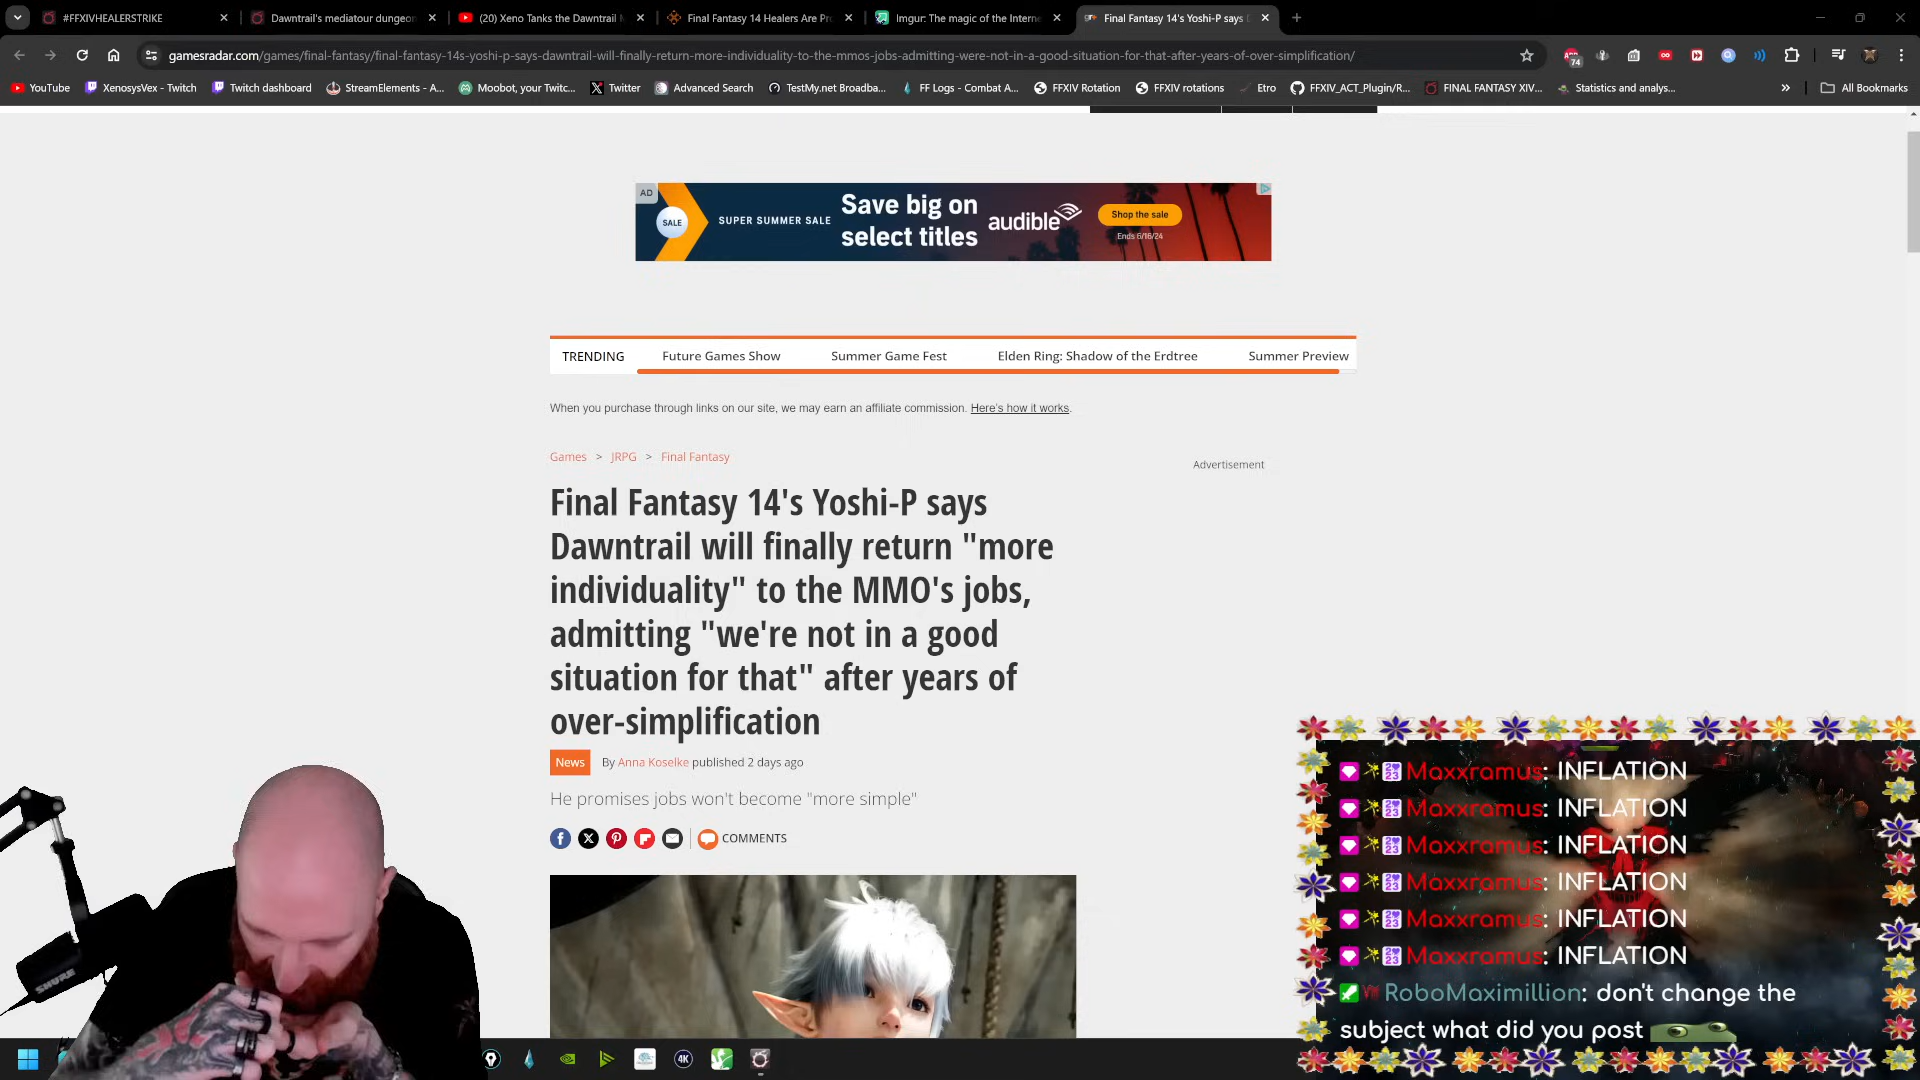 #FFXIVHEALERSTRIKE
Dawntrail's mediatour dungeon
(20) Xeno Tanks the Dawntrail
Final Fantasy 14 Healers Are Pr
Imgur: The magic of the Interne
Final Fantasy 14's Yoshi-P says
gamesradar.com/games/final-fantasy/final-fantasy-14s-yoshi-p-says-dawntrail-will-finally-return-more-individuality-to-the-mmos-jobs-admitting-were-not-in-a-good-situation-for-that-after-years-of-over-simplification/
74
YouTube
XenosysVex - Twitch
Twitch dashboard
StreamElements - A...
Moobot, your Twitc...
Twitter
Advanced Search
TestMy.net Broadba...
FF Logs - Combat A...
FFXIV Rotation
FFXIV rotations
Etro
FFXIV_ACT_Plugin/R...
FINAL FANTASY XIV...
Statistics and analys...
All Bookmarks
AD
SALE
SUPER SUMMER SALE
Save big on
select titles
audible
Shop the sale
Ends 6/16/24
TRENDING
Future Games Show
Summer Game Fest
Elden Ring: Shadow of the Erdtree
Summer Preview
When you purchase through links on our site, we may earn an affiliate commission. Here's how it works.
Games > JRPG > Final Fantasy
Advertisement
Final Fantasy 14's Yoshi-P says
Dawntrail will finally return "more
individuality" to the MMO's jobs,
admitting "we're not in a good
situation for that" after years of
over-simplification
News
By Anna Koselke published 2 days ago
He promises jobs won't become "more simple"
COMMENTS
SHURE
Maxxramus: INFLATION
Maxxramus: INFLATION
Maxxramus: INFLATION
Maxxramus: INFLATION
Maxxramus: INFLATION
Maxxramus: INFLATION
RoboMaximillion: don't change the
subject what did you post
4K